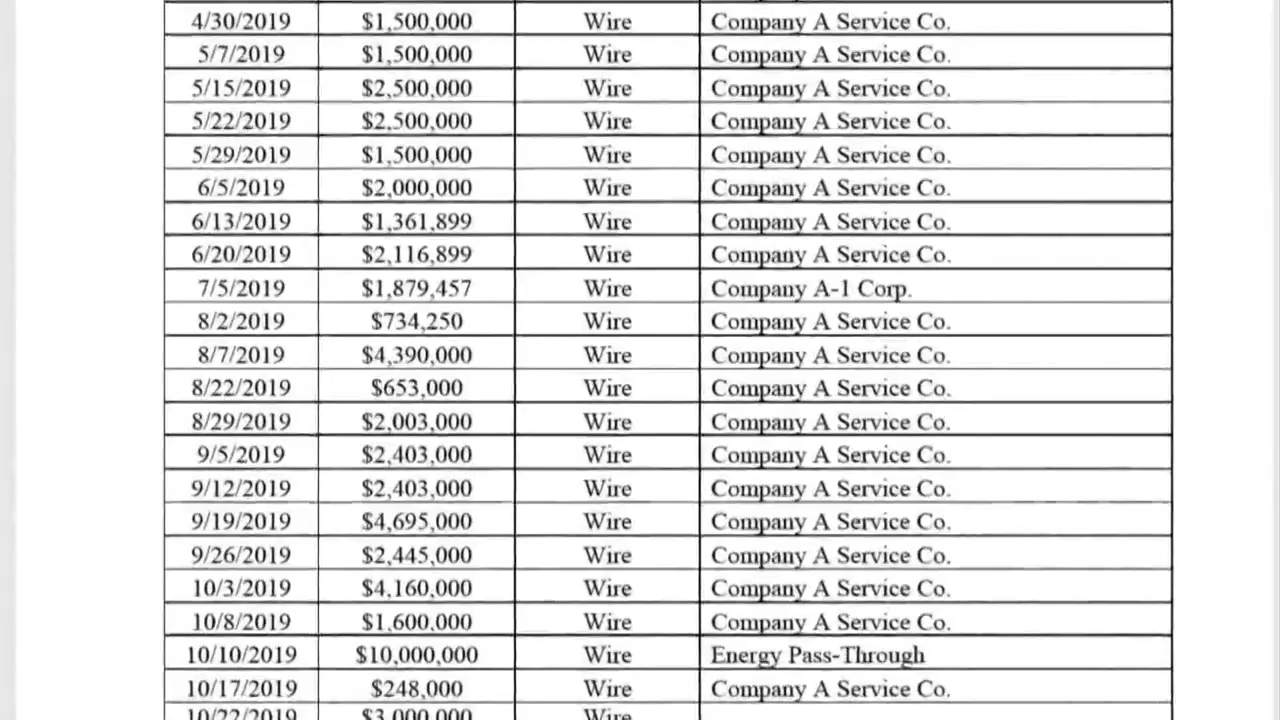 4/30/2019 $1,500,000 Wire Company A Service Co.
5/7/2019 $1,500,000 Wire Company A Service Co.
5/15/2019 $2,500,000 Wire Company A Service Co.
5/22/2019 $2,500,000 Wire Company A Service Co.
5/29/2019 $1,500,000 Wire Company A Service Co.
6/5/2019 $2,000,000 Wire Company A Service Co.
6/13/2019 $1,361,899 Wire Company A Service Co.
6/20/2019 $2,116,899 Wire Company A Service Co.
7/5/2019 $1,879,457 Wire Company A-1 Corp.
8/2/2019 $734,250 Wire Company A Service Co.
8/7/2019 $4,390,000 Wire Company A Service Co.
8/22/2019 $653,000 Wire Company A Service Co.
8/29/2019 $2,003,000 Wire Company A Service Co.
9/5/2019 $2,403,000 Wire Company A Service Co.
9/12/2019 $2,403,000 Wire Company A Service Co.
9/19/2019 $4,695,000 Wire Company A Service Co.
9/26/2019 $2,445,000 Wire Company A Service Co.
10/3/2019 $4,160,000 Wire Company A Service Co.
10/8/2019 $1,600,000 Wire Company A Service Co.
10/10/2019 $10,000,000 Wire Energy Pass-Through
10/17/2019 $248,000 Wire Company A Service Co.
10/22/2019 $3,000,000 Wire